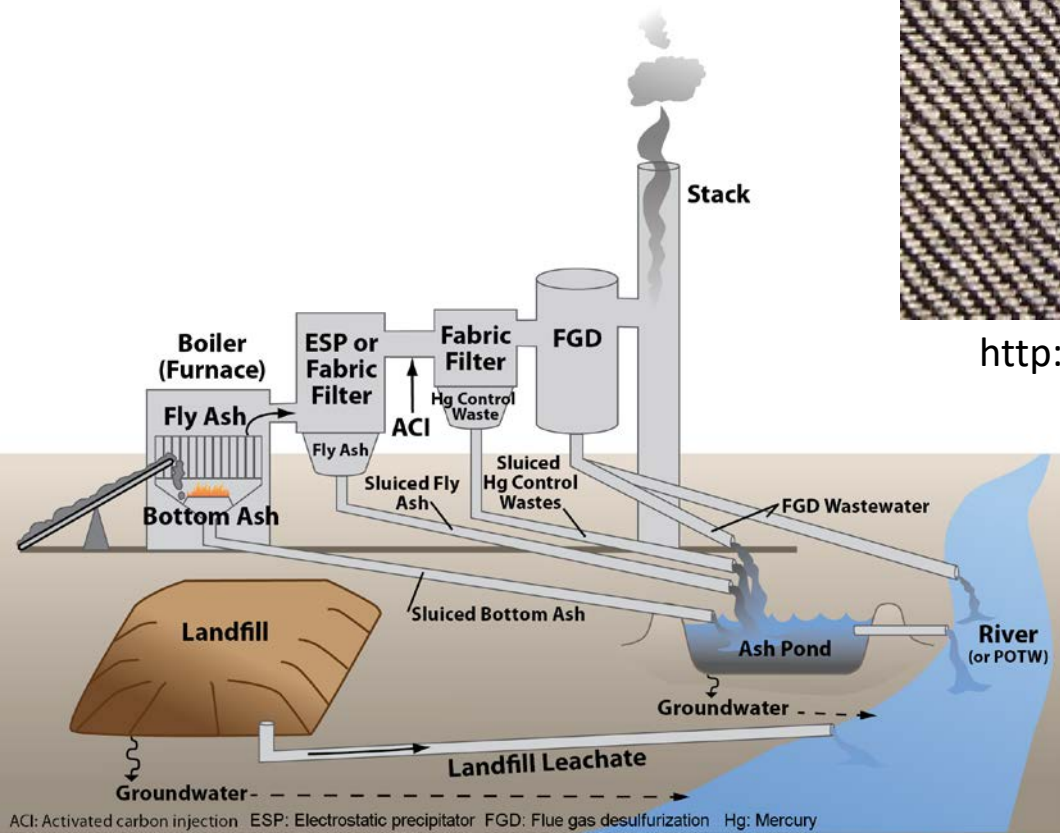 Stack
http:
Boiler
(Furnace)
Fly Ash
ESP or
Fabric
Filter
Fabric
Filter
Hg Control
Waste
FGD
ACI
Fly Ash
Bottom Ash
Sluiced Fly
Ash
Sluiced
Hg Control
Wastes
FGD Wastewater
Sluiced Bottom Ash
Landfill
Ash Pond
River
(or POTW)
Groundwater
Landfill Leachate
Groundwater
ACI: Activated carbon injection ESP: Electrostatic precipitator FGD: Flue gas desulfurization Hg: Mercury